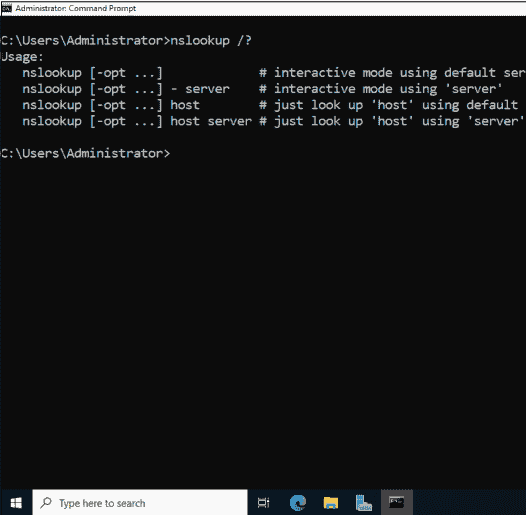 Administrator: Command Prompt
C:\Users\Administrator>nslookup /?
Usage:
   nslookup [-opt ...]             # interactive mode using default ser
   nslookup [-opt ...] - server    # interactive mode using 'server'
   nslookup [-opt ...] host        # just look up 'host' using default
   nslookup [-opt ...] host server # just look up 'host' using 'server'
C:\Users\Administrator>
Type here to search